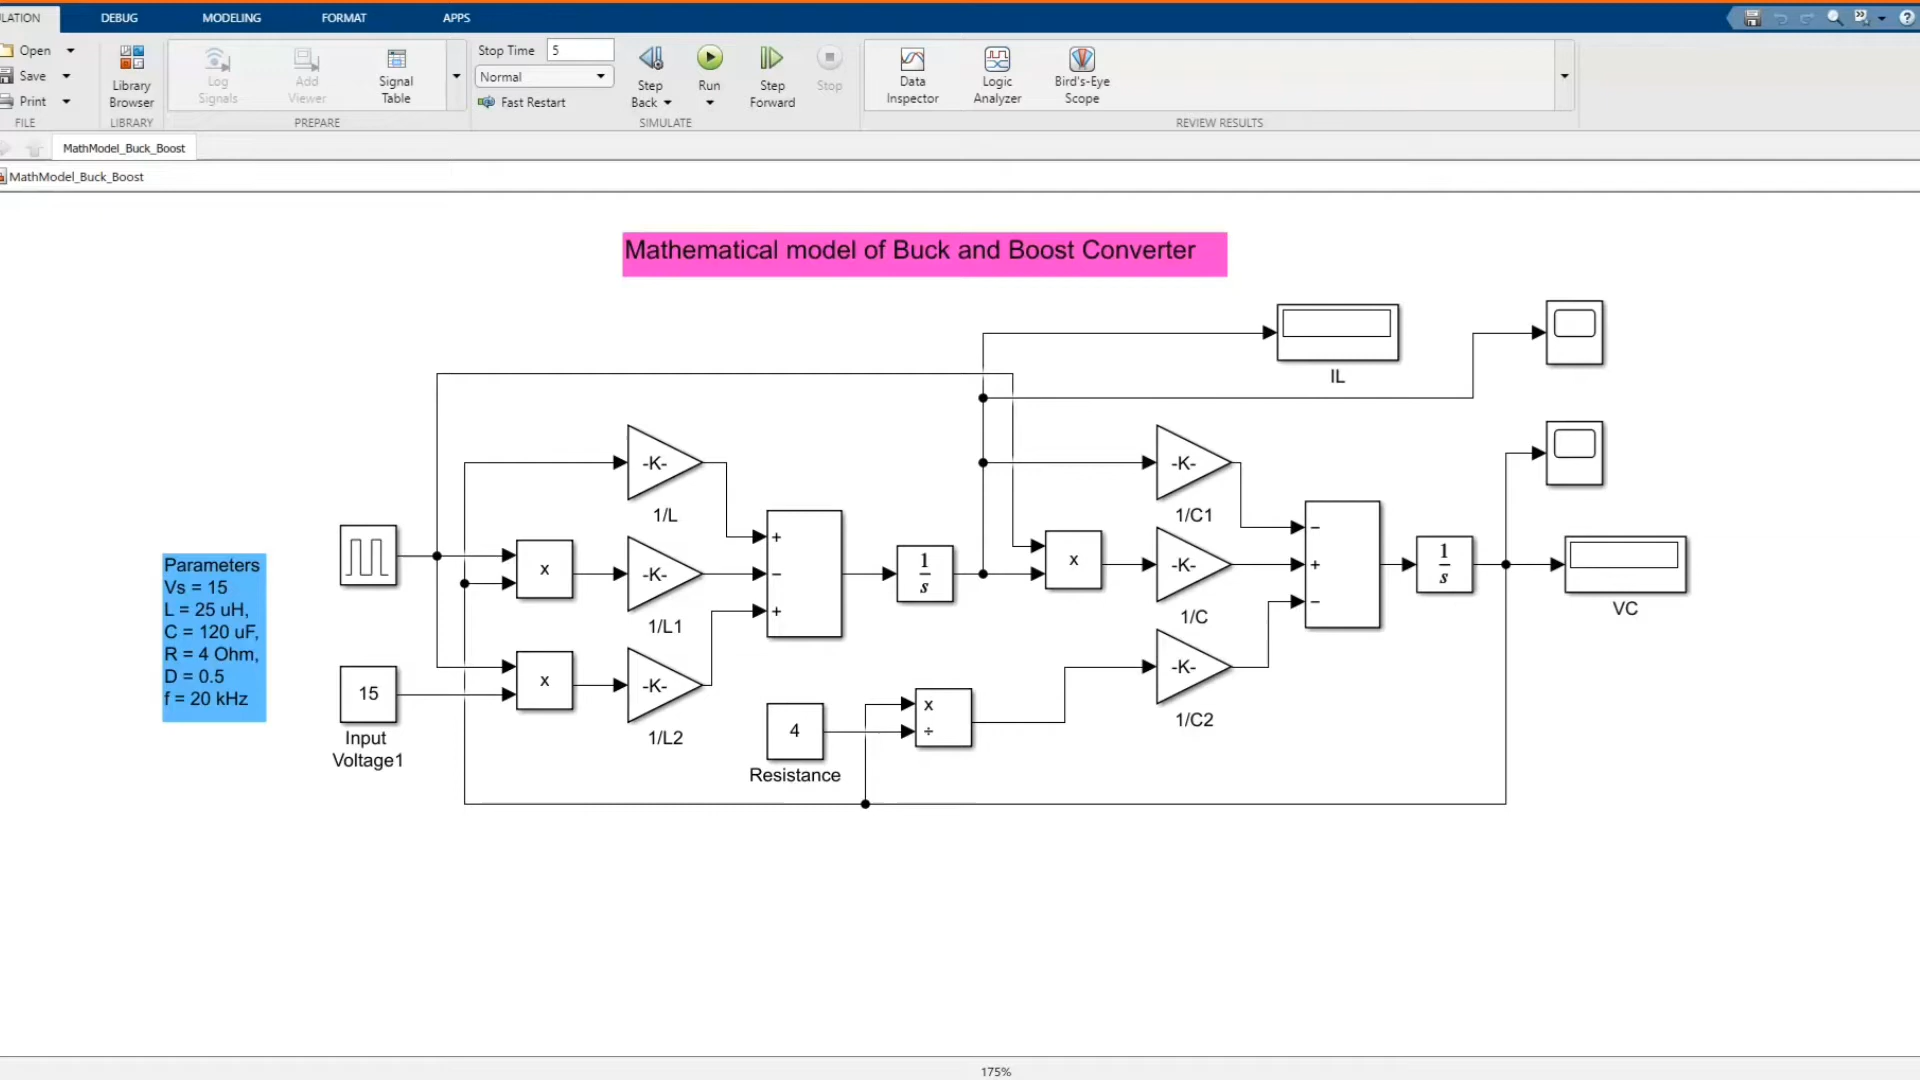 LATION
DEBUG
MODELING
FORMAT
APPS
Open
Save
Print
FILE
Library
Browser
LIBRARY
Log
Signals
Add
Viewer
Signal
Table
PREPARE
Stop Time 5
Normal
Fast Restart
Step
Back
Run
Step
Forward
Stop
SIMULATE
Data
Inspector
Logic
Analyzer
Bird's-Eye
Scope
REVIEW RESULTS
MathModel_Buck_Boost
MathModel_Buck_Boost
Mathematical model of Buck and Boost Converter
IL
-K-
1/L
-K-
1/C1
x
-K-
1/L1
+
−
+
1
s
x
-K-
1/C
−
+
−
1
s
VC
Parameters
Vs = 15
L = 25 uH,
C = 120 uF,
R = 4 Ohm,
D = 0.5
f = 20 kHz
15
Input
Voltage1
x
-K-
1/L2
4
Resistance
x
÷
-K-
1/C2
175%